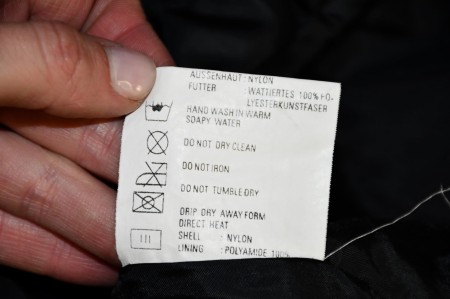 AUSSENHAUT: NYLON
FUTTER WATTIERTES 100% PO-
LYESTERKUNSTFASER
HAND WASH IN WARM
SOAPY WATER
DO NOT DRY CLEAN
DO NOT IRON
DO NOT TUMBLE DRY
DRIP DRY AWAY FORM
DIRECT HEAT
SHELL : NYLON
LINING : POLYAMIDE 100%